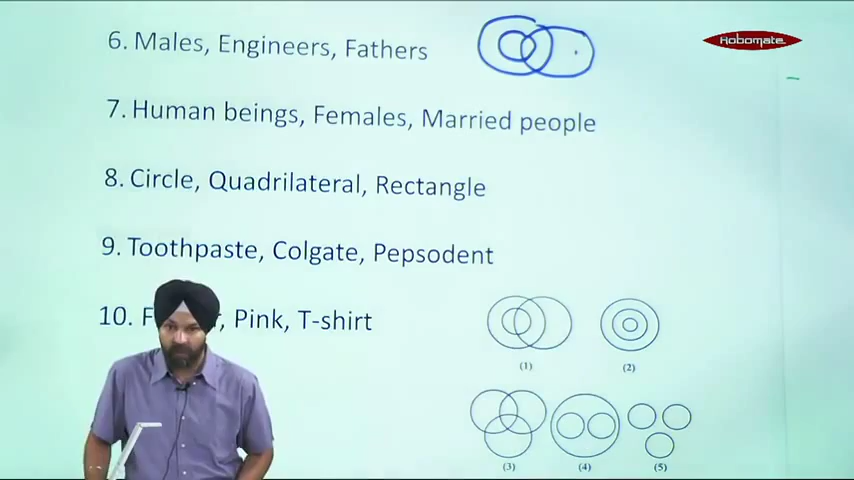 6. Males, Engineers, Fathers
Robomate
7. Human beings, Females, Married people
8. Circle, Quadrilateral, Rectangle
9. Toothpaste, Colgate, Pepsodent
10. Pink, T-shirt
(1)
(2)
(3)
(4)
(5)